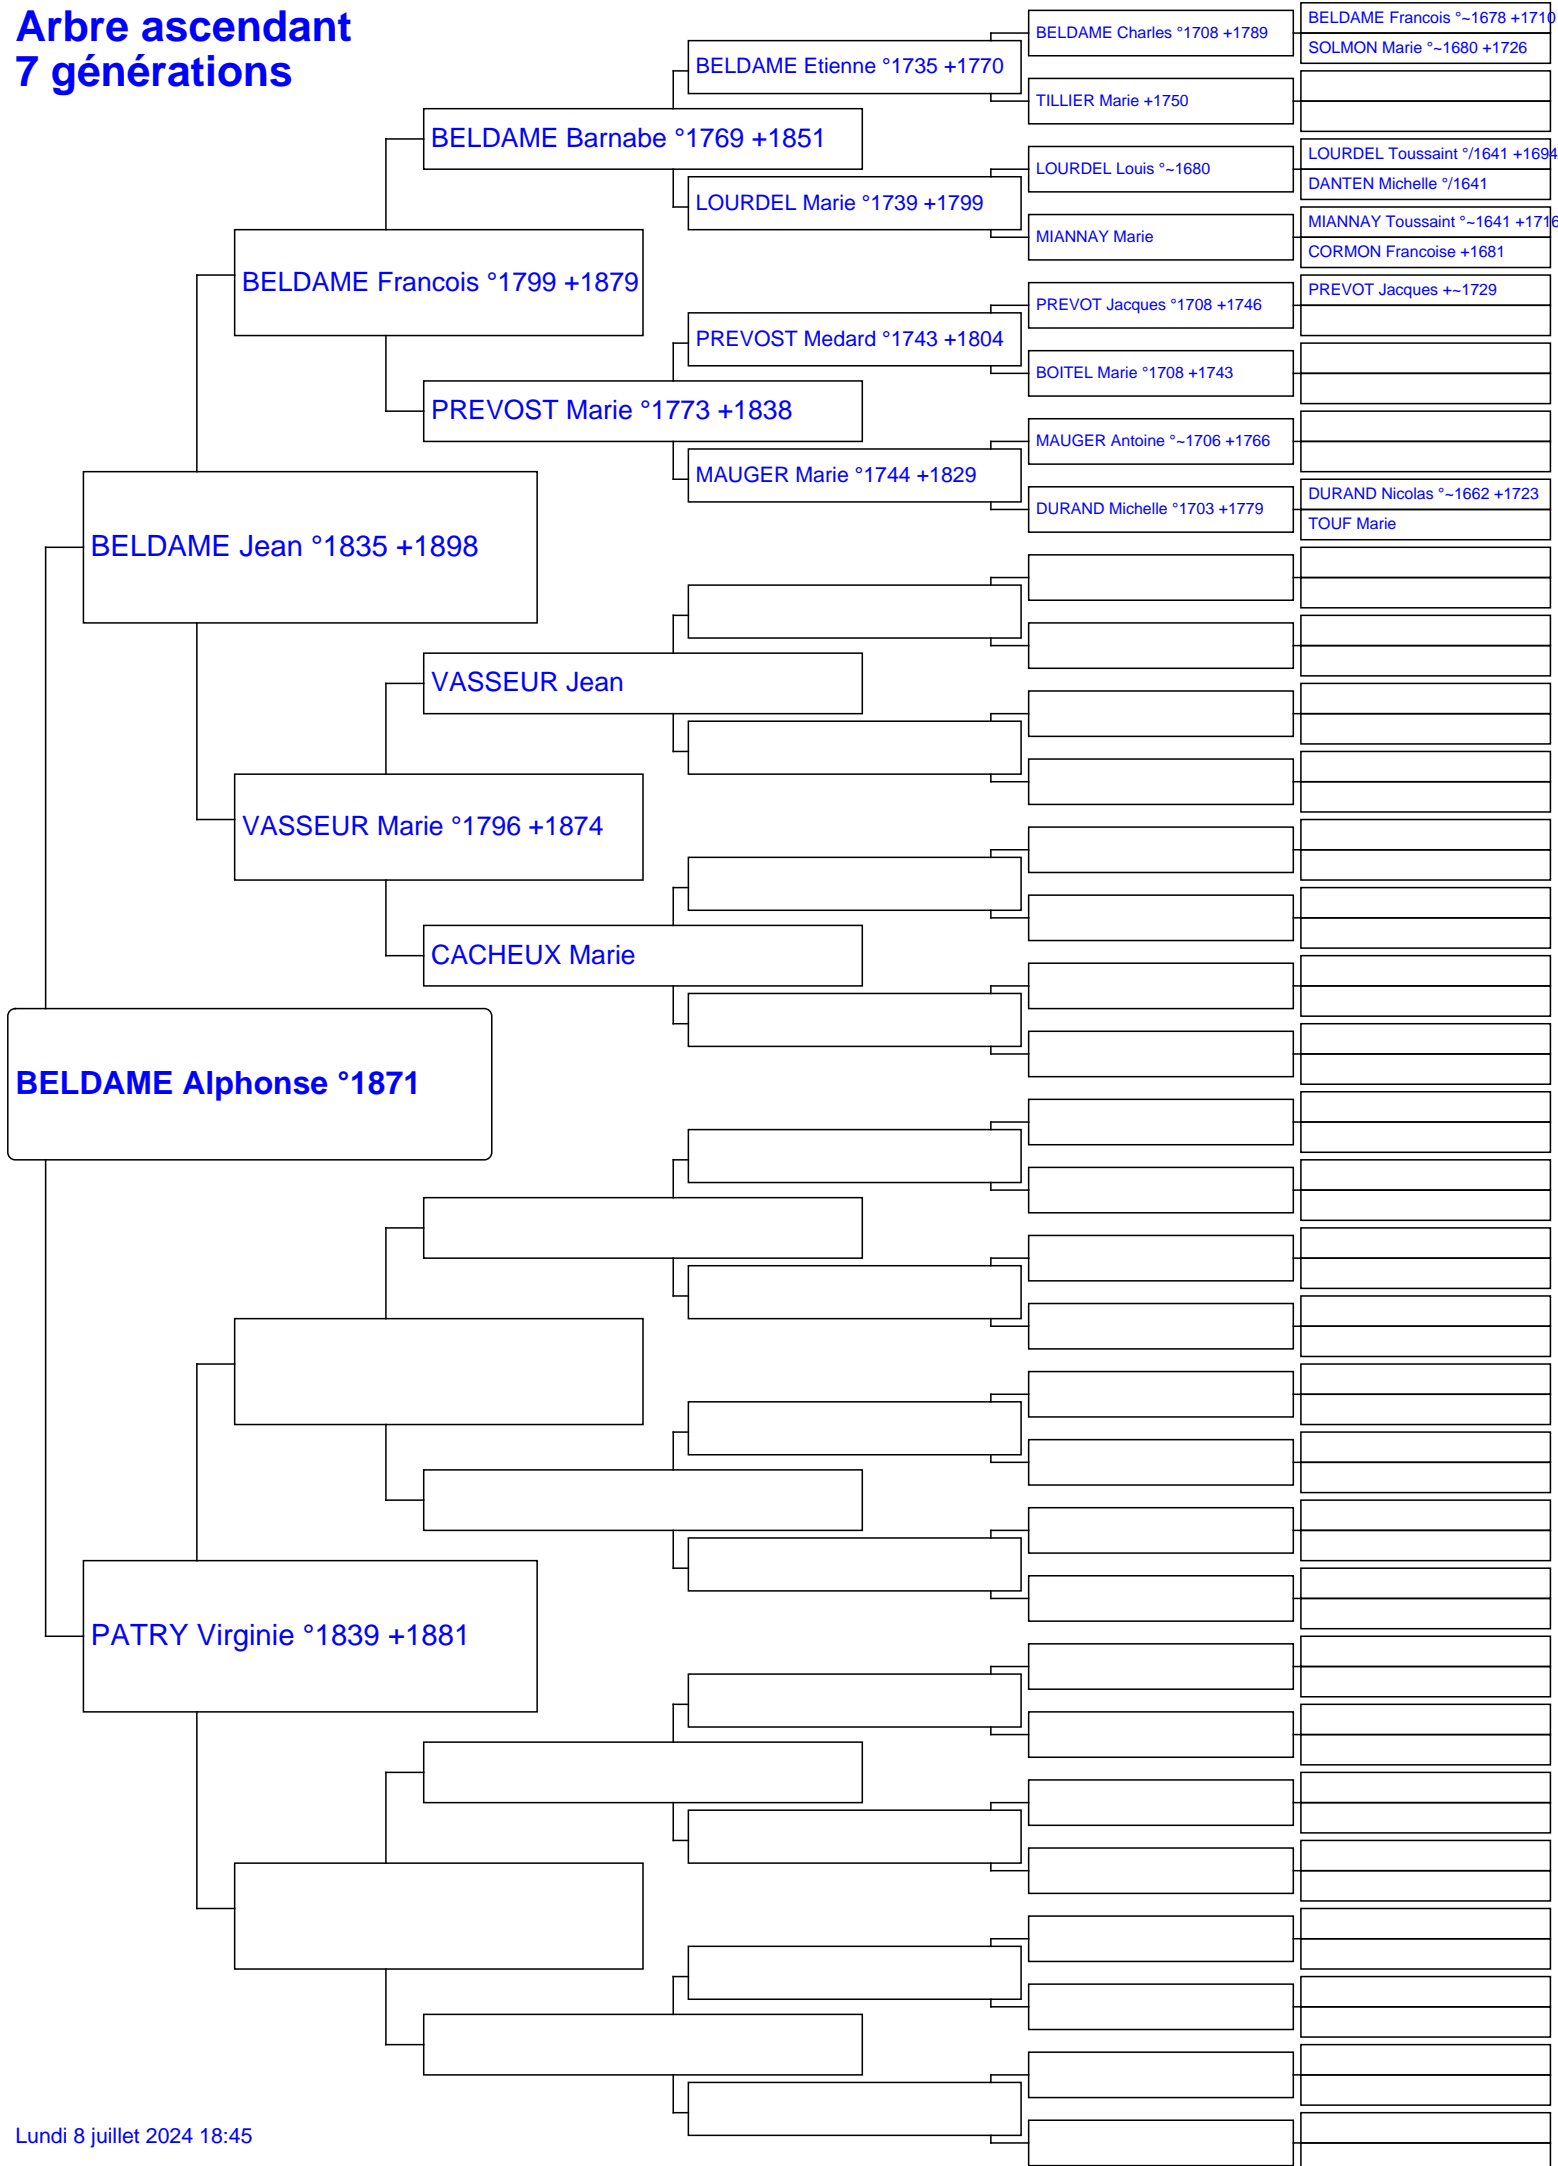 Arbre ascendant
7 générations
BELDAME Alphonse °1871
BELDAME Jean °1835 +1898
PATRY Virginie °1839 +1881
BELDAME Francois °1799 +1879
VASSEUR Marie °1796 +1874
BELDAME Barnabe °1769 +1851
PREVOST Marie °1773 +1838
VASSEUR Jean
CACHEUX Marie
BELDAME Etienne °1735 +1770
LOURDEL Marie °1739 +1799
PREVOST Medard °1743 +1804
MAUGER Marie °1744 +1829
BELDAME Charles °1708 +1789
TILLIER Marie +1750
LOURDEL Louis °~1680
MIANNAY Marie
PREVOT Jacques °1708 +1746
BOITEL Marie °1708 +1743
MAUGER Antoine °~1706 +1766
DURAND Michelle °1703 +1779
BELDAME Francois °~1678 +1710
SOLMON Marie °~1680 +1726
LOURDEL Toussaint °/1641 +1694
DANTEN Michelle °/1641
MIANNAY Toussaint °~1641 +1716
CORMON Francoise +1681
PREVOT Jacques +~1729
DURAND Nicolas °~1662 +1723
TOUF Marie
Lundi 8 juillet 2024 18:45